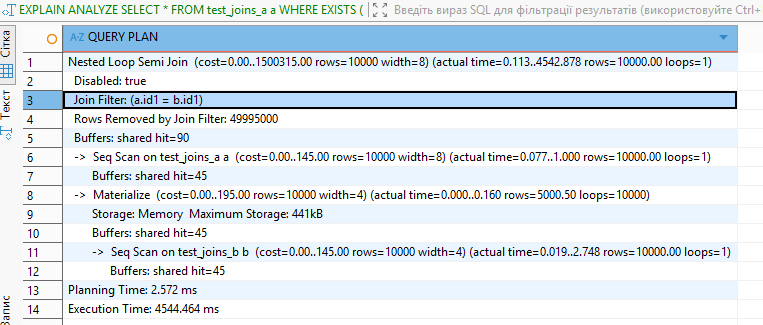 EXPLAIN ANALYZE SELECT * FROM test_joins_a a WHERE EXISTS ( Введіть вираз SQL для фільтрації результатів (використовуйте Ctrl+
Сітка
Текст
Запис
A-Z QUERY PLAN
1 Nested Loop Semi Join (cost=0.00..1500315.00 rows=10000 width=8) (actual time=0.113..4542.878 rows=10000.00 loops=1)
2 Disabled: true
3 Join Filter: (a.id1 = b.id1)
4 Rows Removed by Join Filter: 49995000
5 Buffers: shared hit=90
6 -> Seq Scan on test_joins_a a (cost=0.00..145.00 rows=10000 width=8) (actual time=0.077..1.000 rows=10000.00 loops=1)
7 Buffers: shared hit=45
8 -> Materialize (cost=0.00..195.00 rows=10000 width=4) (actual time=0.000..0.160 rows=5000.50 loops=10000)
9 Storage: Memory Maximum Storage: 441kB
10 Buffers: shared hit=45
11 -> Seq Scan on test_joins_b b (cost=0.00..145.00 rows=10000 width=4) (actual time=0.019..2.748 rows=10000.00 loops=1)
12 Buffers: shared hit=45
13 Planning Time: 2.572 ms
14 Execution Time: 4544.464 ms